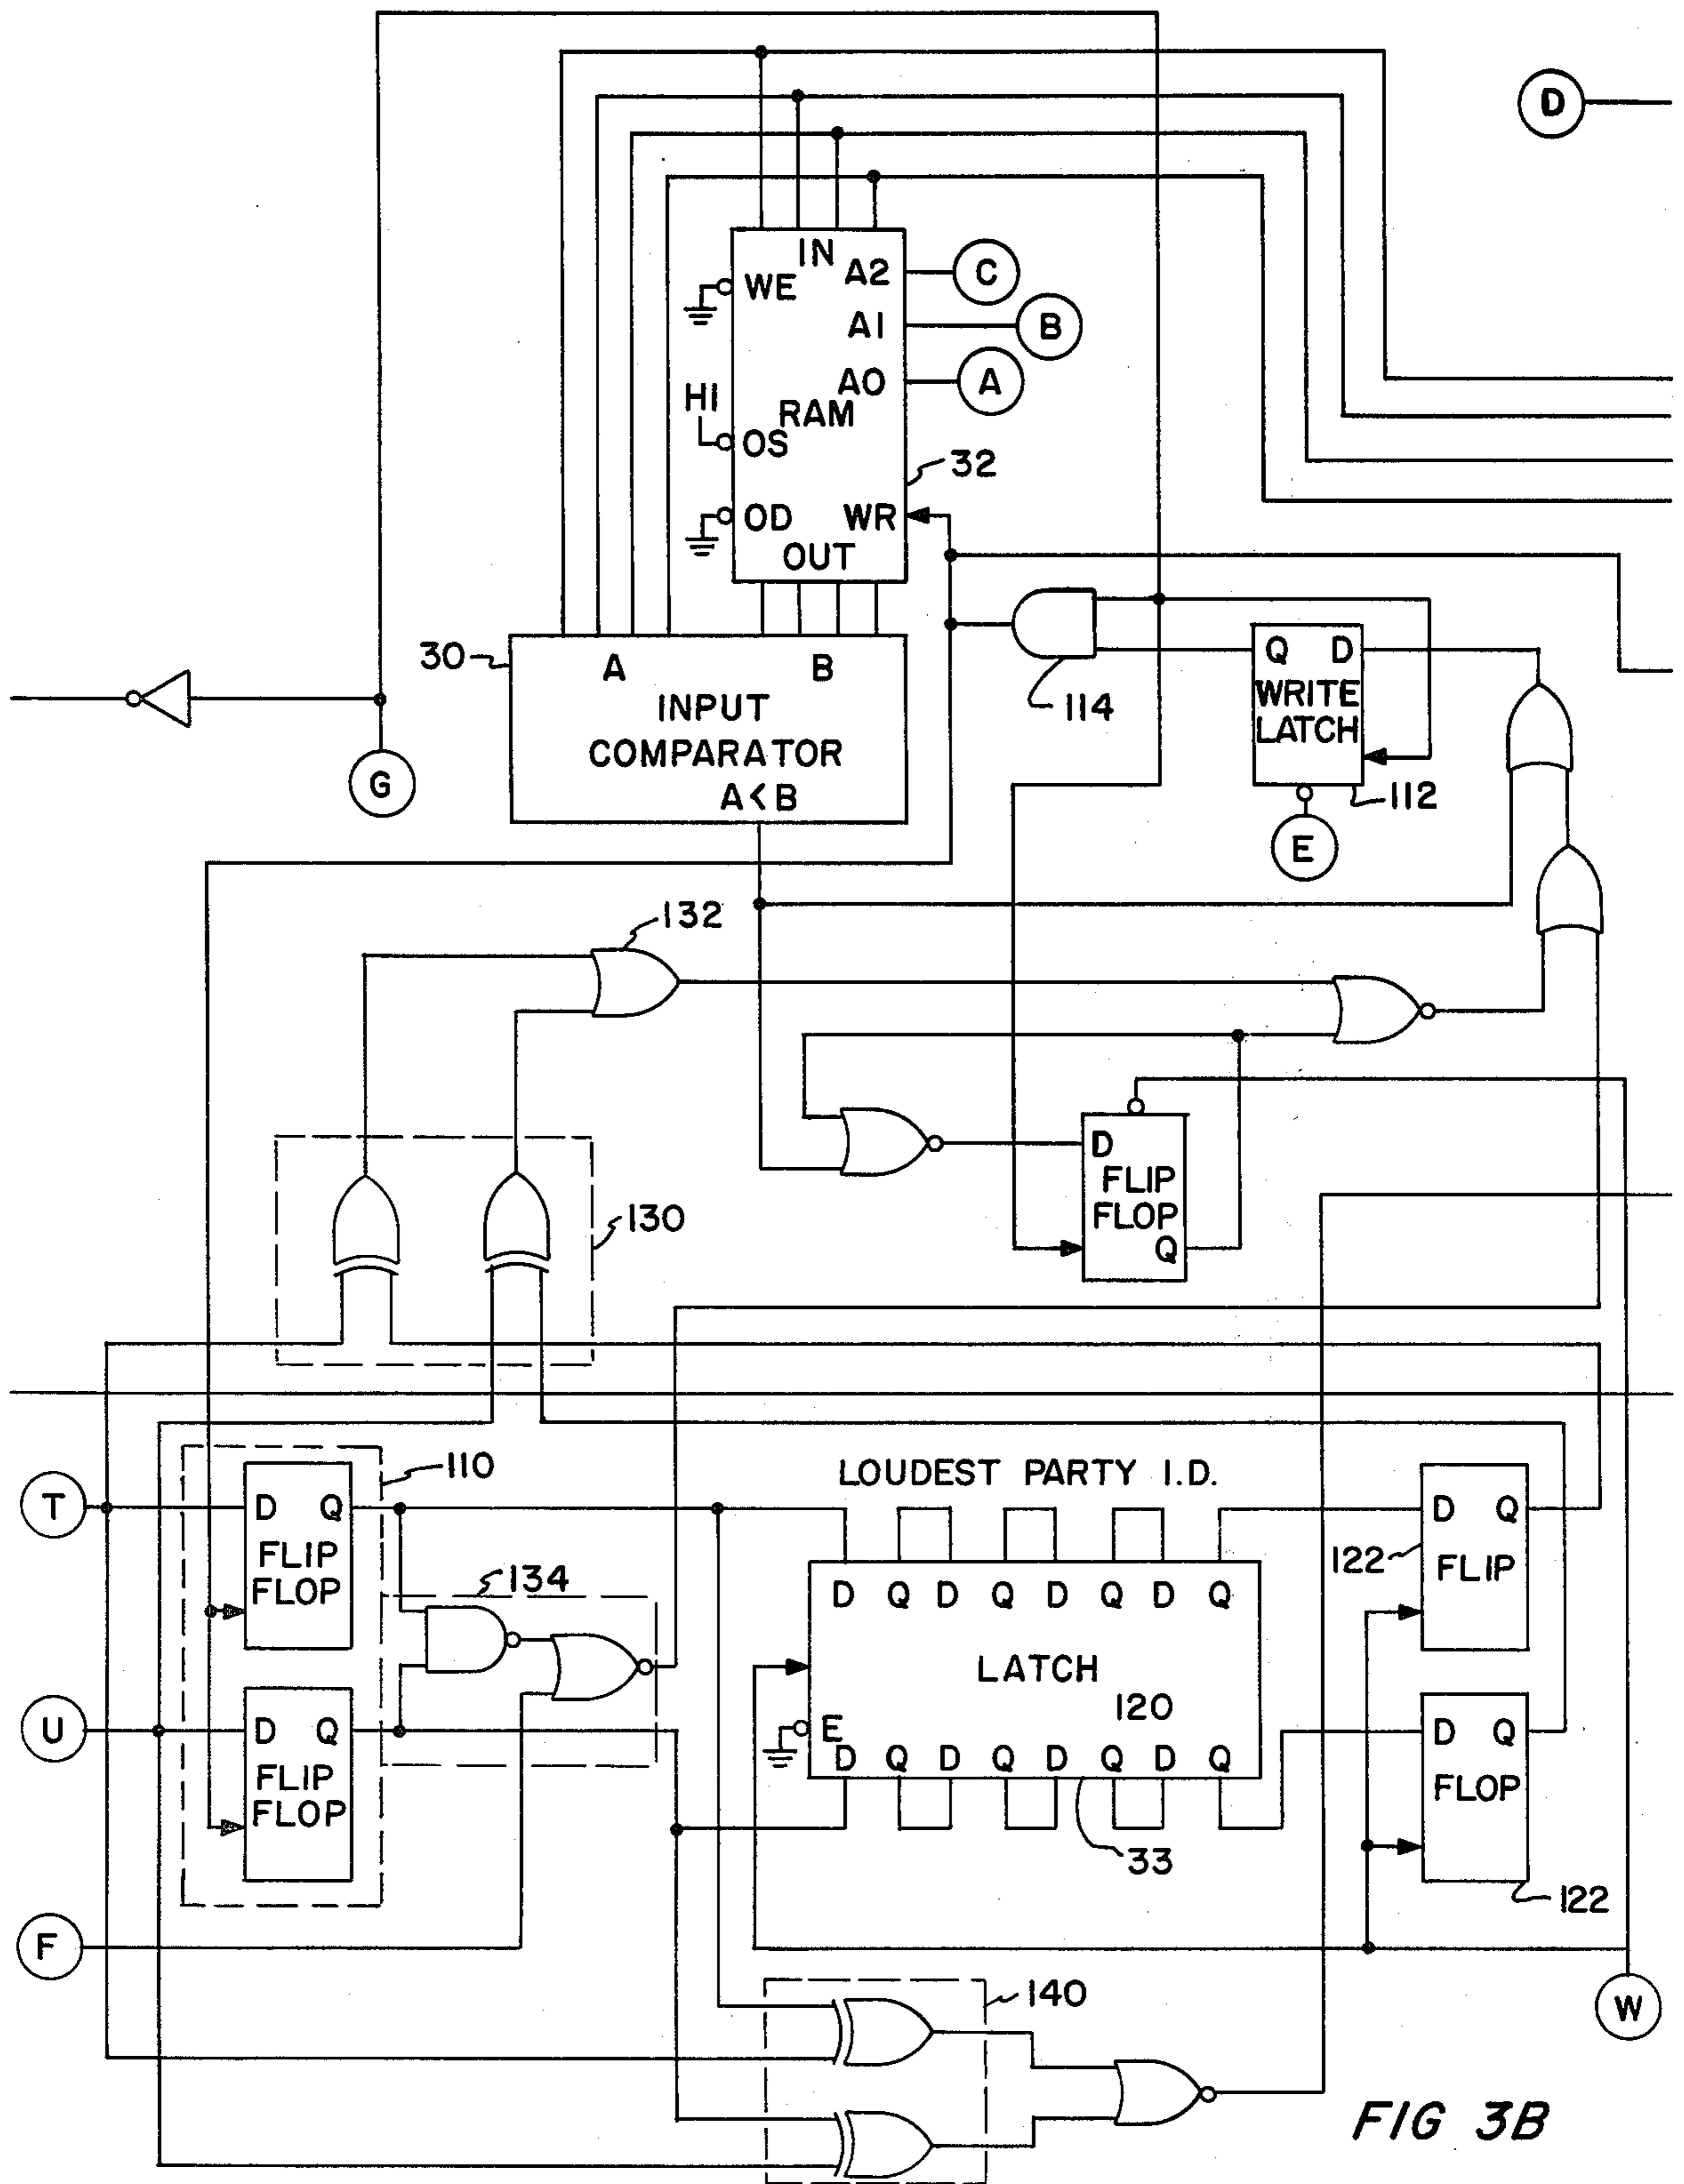 D
IN
WE
A2
C
A1
B
A0
A
HI
RAM
OS
32
OD
WR
OUT
30
A
B
Q
D
INPUT
WRITE
114
COMPARATOR
LATCH
G
A<B
112
E
132
D
FLIP
130
FLOP
Q
110
LOUDEST PARTY I.D.
T
D
Q
D
Q
FLIP
122
FLIP
FLOP
134
D Q D Q D Q D Q
LATCH
120
U
D
Q
E
D
Q
D Q D Q D Q D Q
FLIP
FLOP
FLOP
33
122
F
140
W
FIG 3B